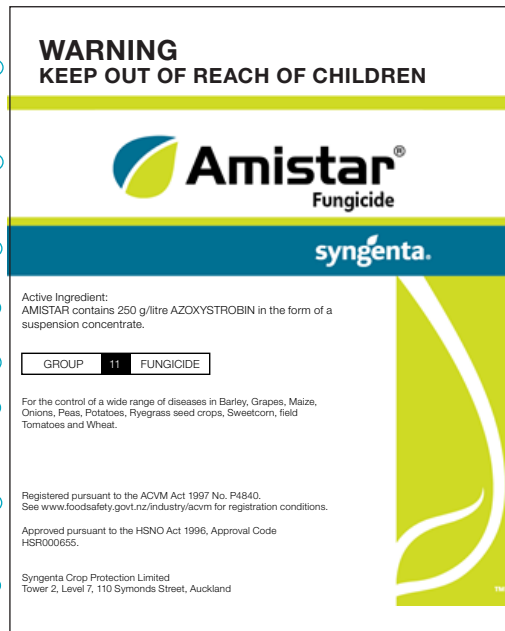 WARNING
KEEP OUT OF REACH OF CHILDREN
Amistar®
Fungicide
syngenta.
Active Ingredient:
AMISTAR contains 250 g/litre AZOXYSTROBIN in the form of a
suspension concentrate.
GROUP 11 FUNGICIDE
For the control of a wide range of diseases in Barley, Grapes, Maize,
Onions, Peas, Potatoes, Ryegrass seed crops, Sweetcorn, field
Tomatoes and Wheat.
Registered pursuant to the ACVM Act 1997 No. P4840.
See www.foodsafety.govt.nz/industry/acvm for registration conditions.
Approved pursuant to the HSNO Act 1996, Approval Code
HSR000655.
Syngenta Crop Protection Limited
Tower 2, Level 7, 110 Symonds Street, Auckland
TM